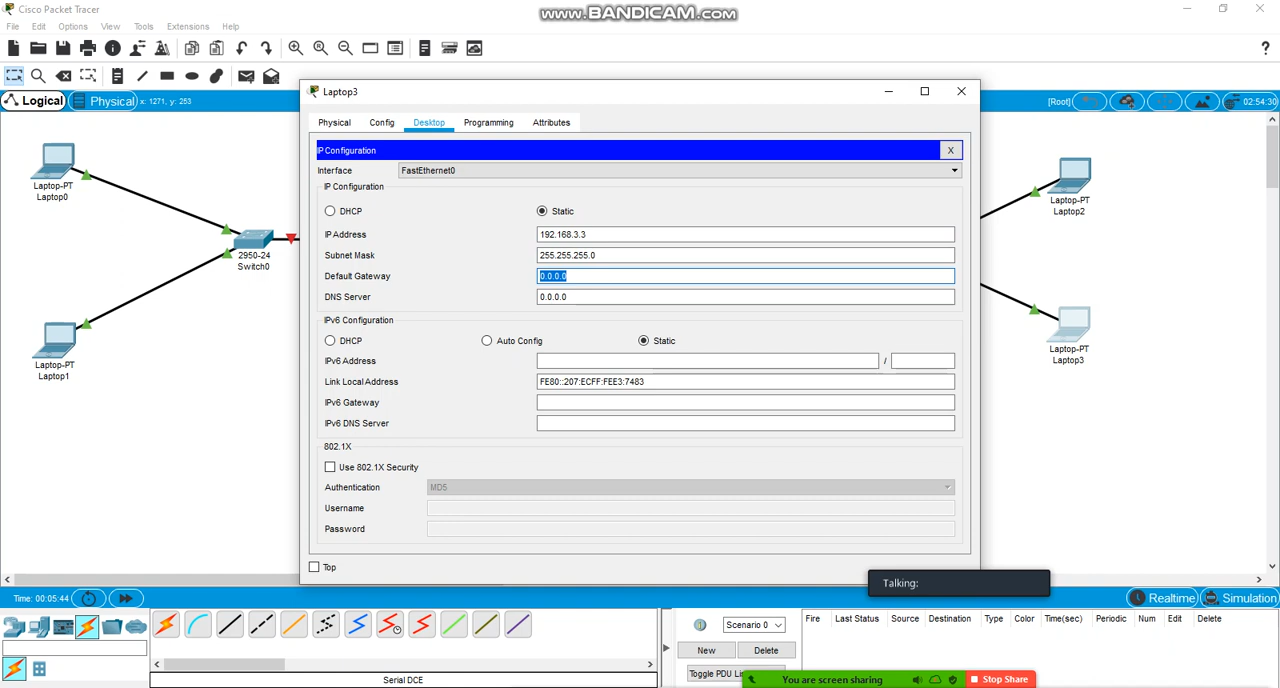 Cisco Packet Tracer
www.BANDICAM.com
File Edit Options View Tools Extensions Help
Logical Physical x: 1271, y: 253
[Root] 02:54:30
Laptop3
Physical Config Desktop Programming Attributes
IP Configuration X
Interface FastEthernet0
IP Configuration
DHCP Static
IP Address 192.168.3.3
Subnet Mask 255.255.255.0
Default Gateway 0.0.0.0
DNS Server 0.0.0.0
IPv6 Configuration
DHCP Auto Config Static
IPv6 Address /
Link Local Address FE80::207:ECFF:FEE3:7483
IPv6 Gateway
IPv6 DNS Server
802.1X
Use 802.1X Security
Authentication MD5
Username
Password
Top
Laptop-PT
Laptop0
2950-24
Switch0
Laptop-PT
Laptop1
Laptop-PT
Laptop2
Laptop-PT
Laptop3
Talking:
Time: 00:05:44
Realtime Simulation
Scenario 0
New Delete
Toggle PDU Li
Fire Last Status Source Destination Type Color Time(sec) Periodic Num Edit Delete
Serial DCE
You are screen sharing Stop Share